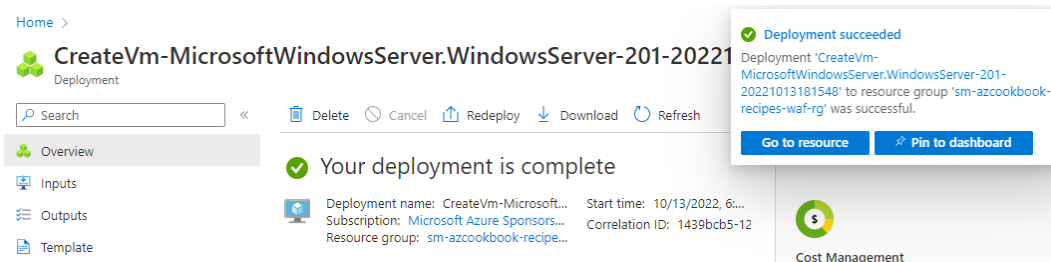 Home >
CreateVm-MicrosoftWindowsServer.WindowsServer-201-20221
Deployment
Search
«
Delete Cancel Redeploy Download Refresh
Overview
Inputs
Outputs
Template
Your deployment is complete
Deployment name: CreateVm-Microsoft...
Subscription: Microsoft Azure Sponsors...
Resource group: sm-azcookbook-recipe...
Start time: 10/13/2022, 6:...
Correlation ID: 1439bcb5-12
Deployment succeeded
Deployment 'CreateVm-
MicrosoftWindowsServer.WindowsServer-201-
20221013181548' to resource group 'sm-azcookbook-
recipes-waf-rg' was successful.
Go to resource Pin to dashboard
$
Cost Management